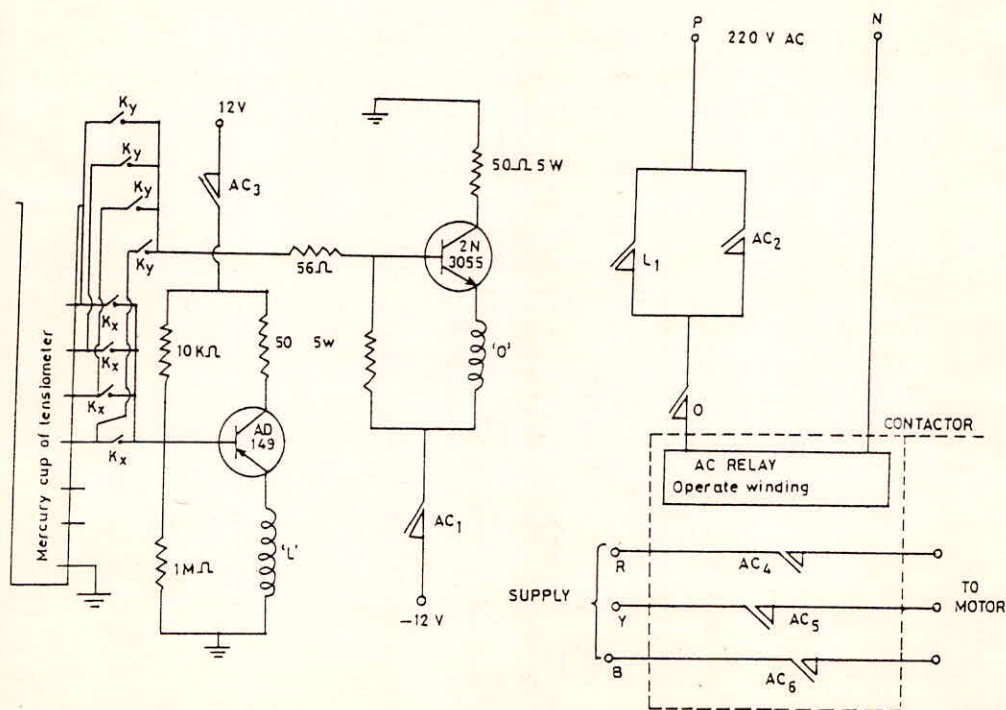 P
N
220 V AC
Ky
12V
Ky
AC3
50Ω 5W
Ky
2N
3055
Ky
56Ω
L1
AC2
Kx
10KΩ
50 5W
'O'
Kx
Kx
AD
149
O
CONTACTOR
Kx
AC RELAY
Operate winding
Mercury cup of tensiometer
AC1
'L'
1MΩ
R
AC4
SUPPLY
TO
MOTOR
-12 V
Y
AC5
B
AC6